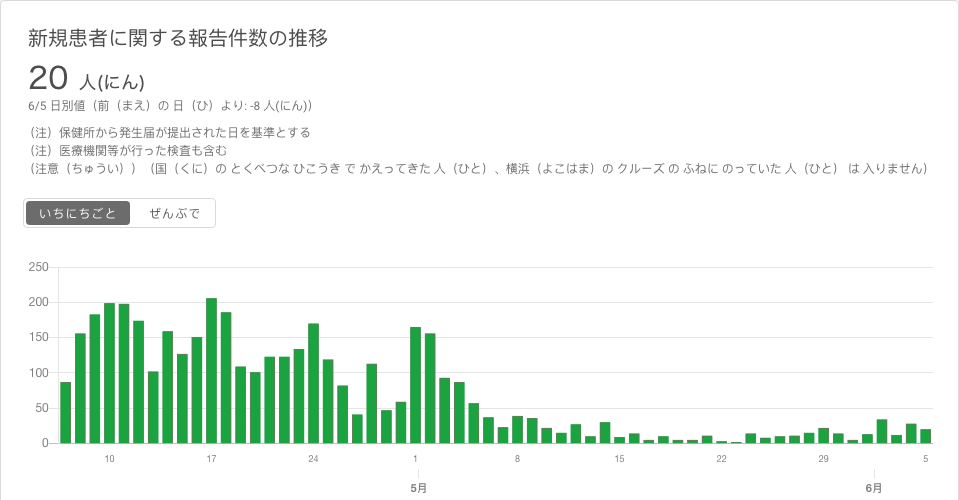 新規患者に関する報告件数の推移
20 人(にん)
6/5 日別値（前（まえ）の 日（ひ）より: -8 人(にん)）
（注）保健所から発生届が提出された日を基準とする
（注）医療機関等が行った検査も含む
（注意（ちゅうい））（国（くに）の とくべつな ひこうき で かえってきた 人（ひと）、横浜（よこはま）の クルーズ の ふねに のっていた 人（ひと） は 入りません）
いちにちごと ぜんぶで
250
200
150
100
50
0
10 17 24 1 8 15 22 29 5
5月 6月